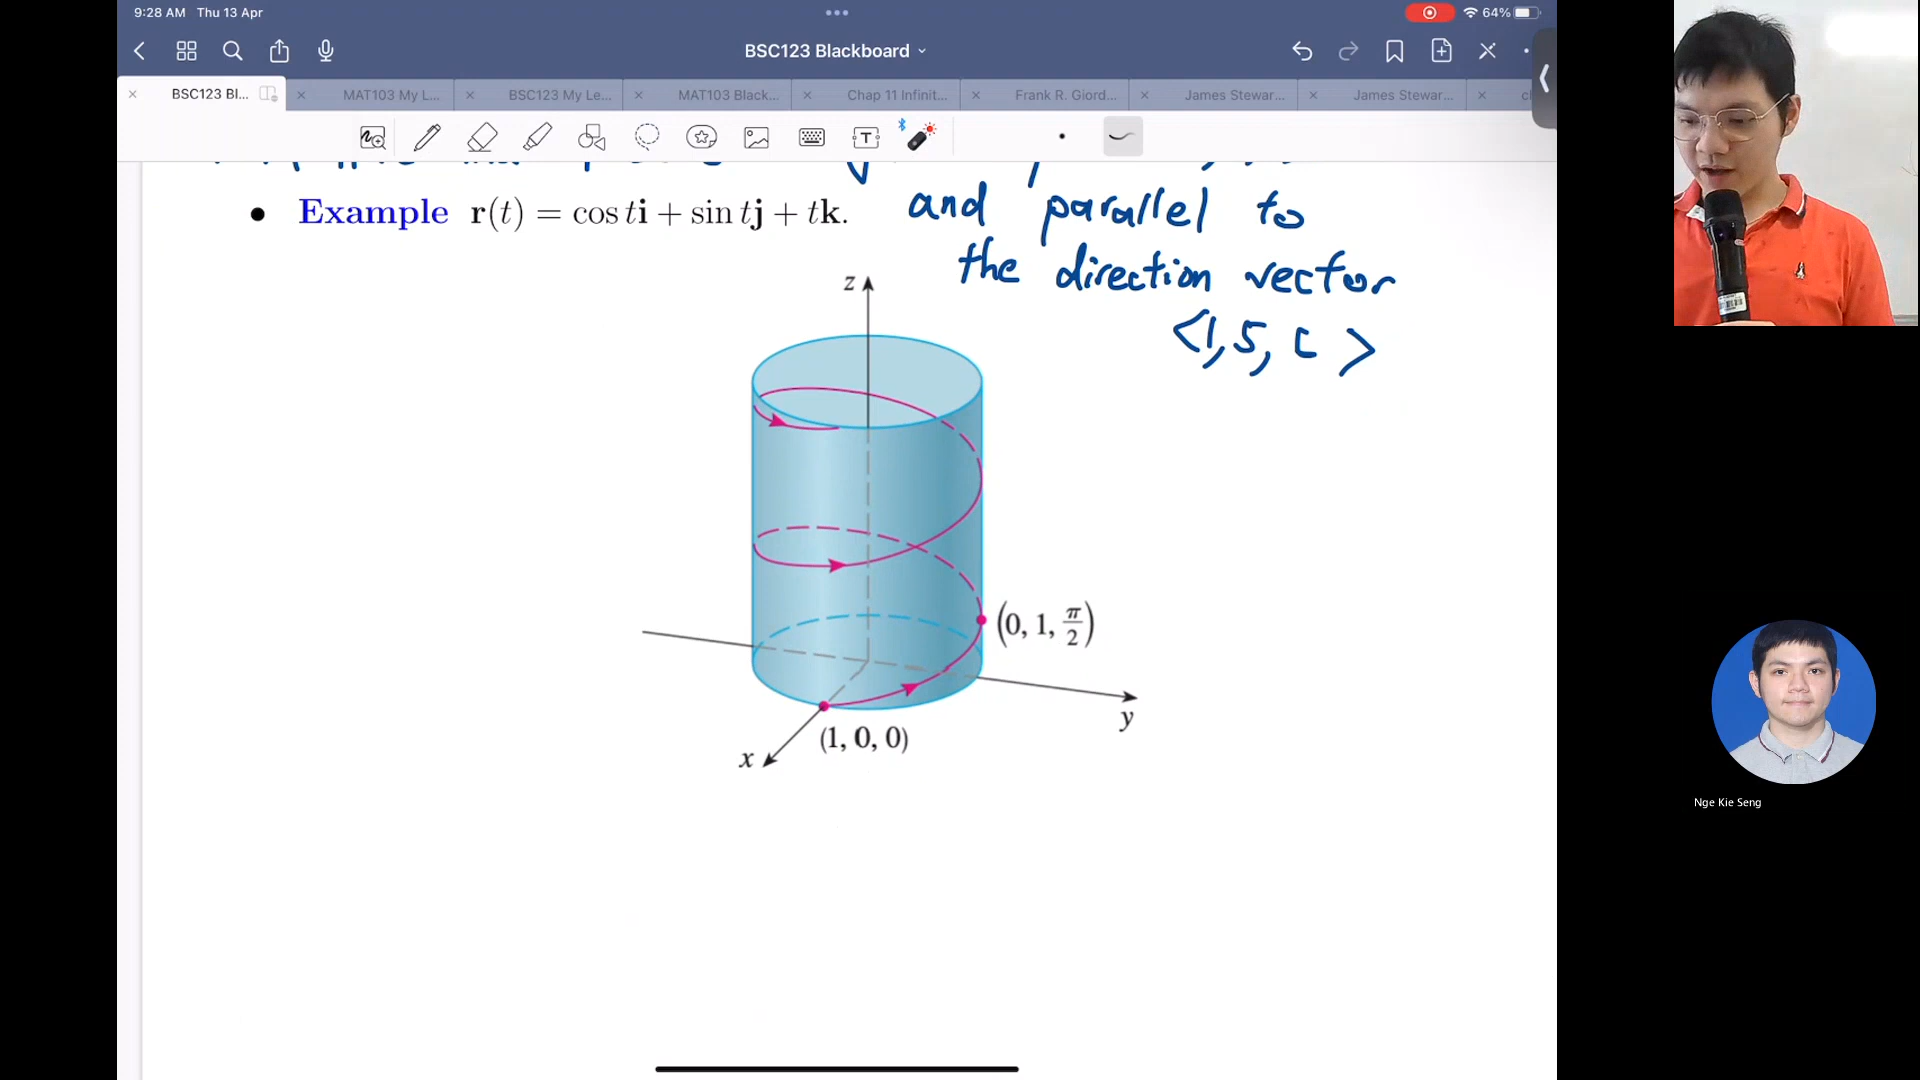 9:28 AM Thu 13 Apr
64%
BSC123 Blackboard
BSC123 Bl...
MAT103 My L...
BSC123 My Le...
MAT103 Black...
Chap 11 Infinit...
Frank R. Giord...
James Stewar...
James Stewar...
and parallel to
• Example r(t) = cos ti + sin tj + tk.
the direction vector
<1, 5, >
z
(0, 1, π/2)
y
(1, 0, 0)
x
Nge Kie Seng